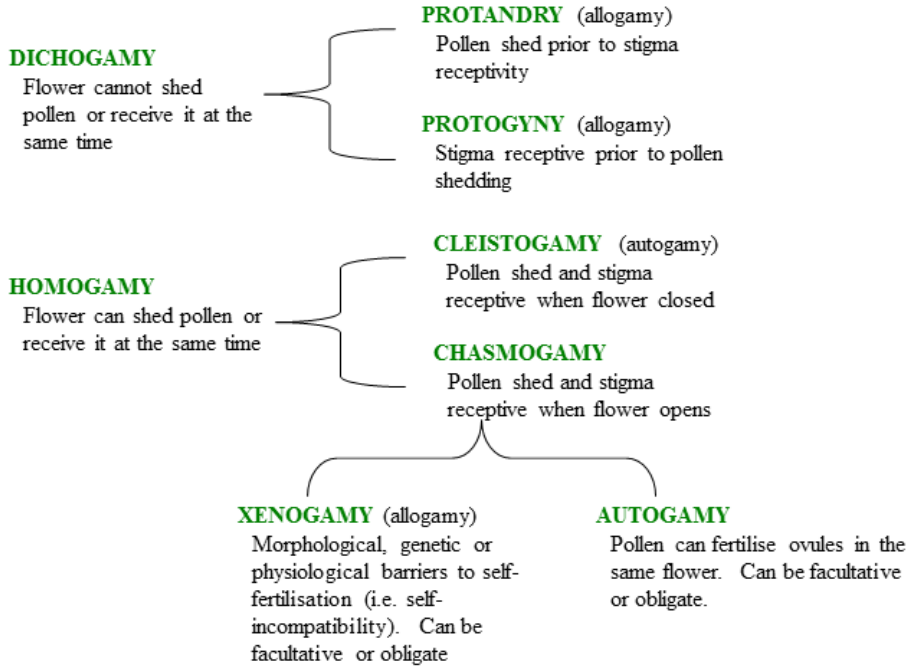 PROTANDRY (allogamy)
Pollen shed prior to stigma
receptivity
DICHOGAMY
Flower cannot shed
pollen or receive it at the
same time
PROTOGYNY (allogamy)
Stigma receptive prior to pollen
shedding
CLEISTOGAMY (autogamy)
Pollen shed and stigma
receptive when flower closed
HOMOGAMY
Flower can shed pollen or
receive it at the same time
CHASMOGAMY
Pollen shed and stigma
receptive when flower opens
XENOGAMY (allogamy)
Morphological, genetic or
physiological barriers to self-
fertilisation (i.e. self-
incompatibility). Can be
facultative or obligate
AUTOGAMY
Pollen can fertilise ovules in the
same flower. Can be facultative
or obligate.